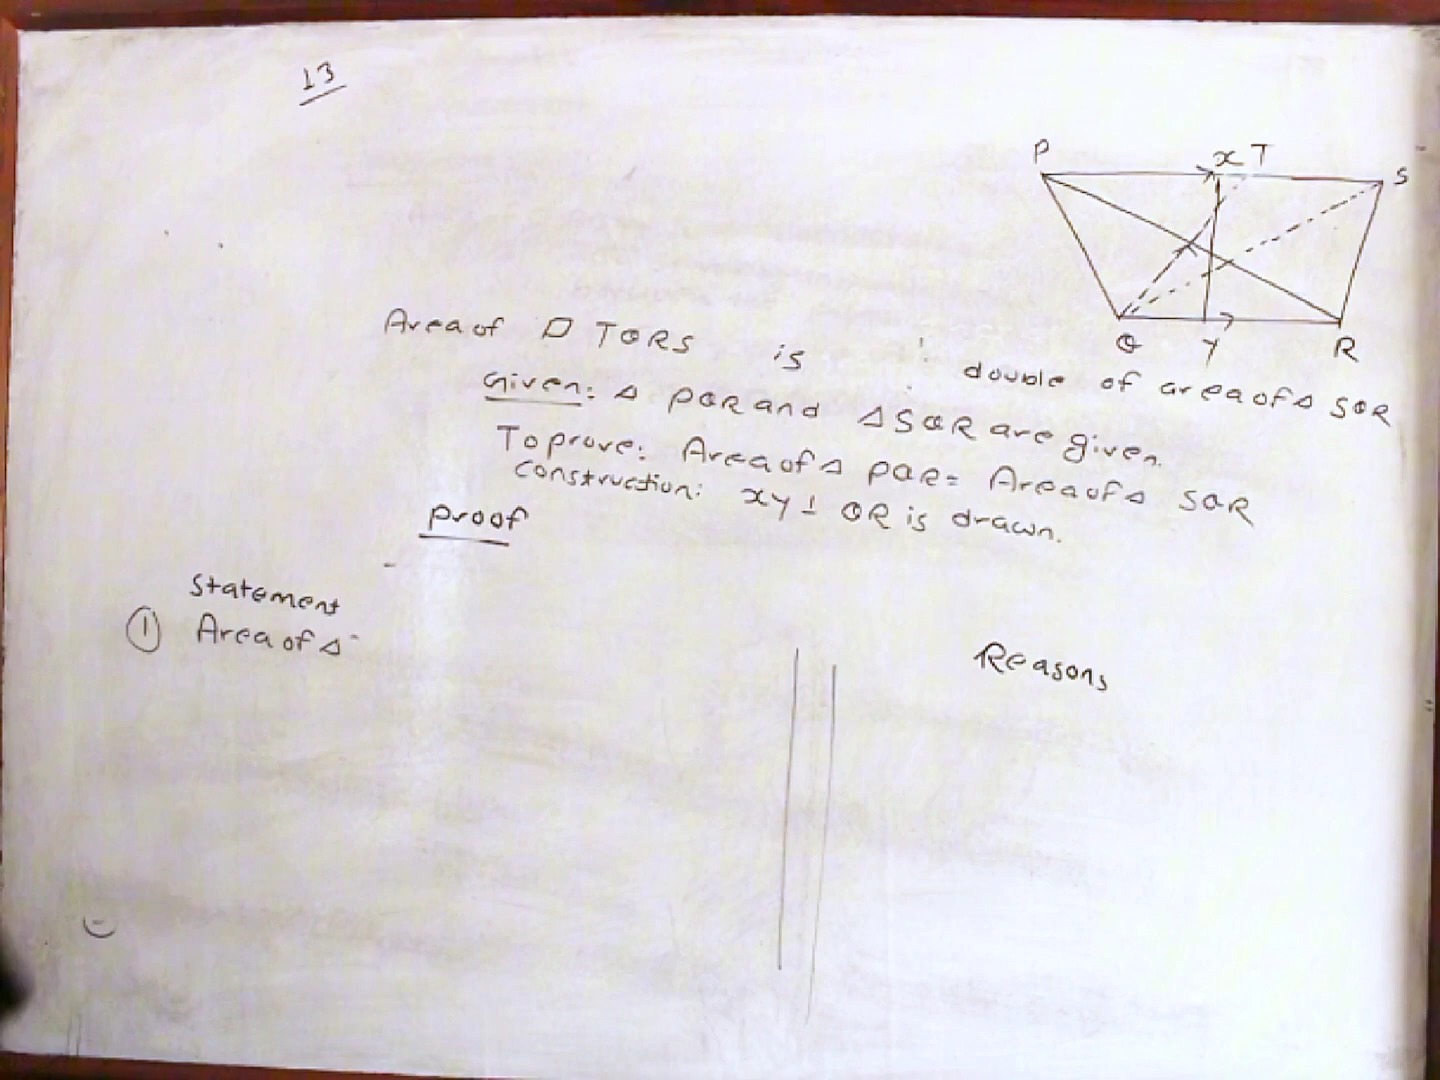 13
P x T S
Q Y R
Area of ▱ TQRS is double of area of △ SQR
Given: △ PQR and △ SQR are given.
To prove: Area of △ PQR = Area of △ SQR
construction: xy ⊥ QR is drawn.
Proof
Statement
Reasons
① Area of △